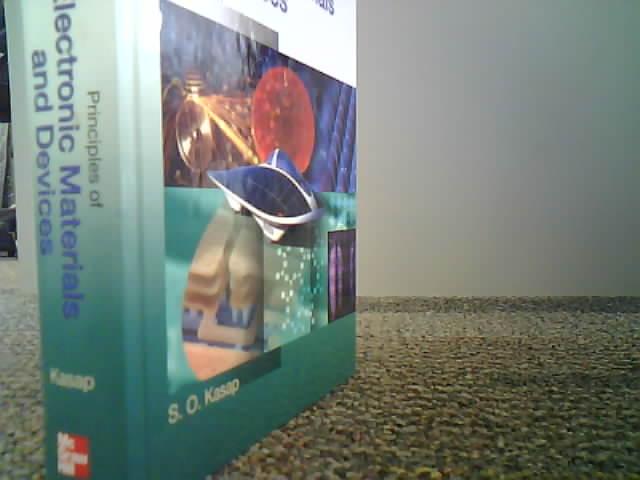 Principles of
Electronic Materials
and Devices
Kasap
S. O. Kasap